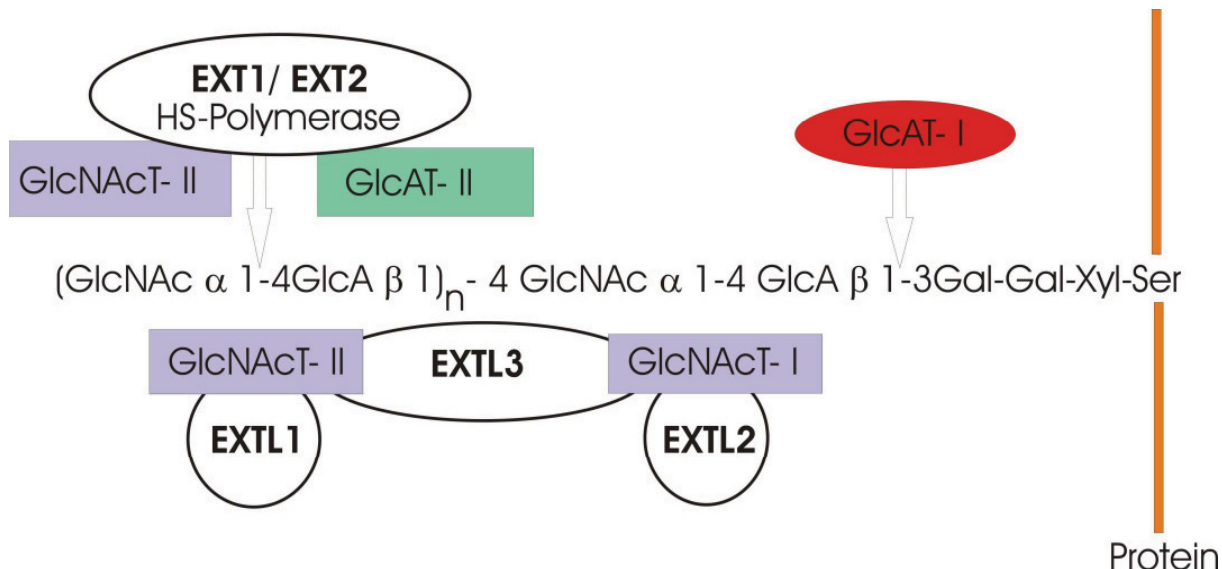 EXT1/ EXT2
HS-Polymerase
GlcNAcT- II
GlcAT- II
GlcAT- I
(GlcNAc α 1-4GlcA β 1)n- 4 GlcNAc α 1-4 GlcA β 1-3Gal-Gal-Xyl-Ser
GlcNAcT- II
EXTL3
GlcNAcT- I
EXTL1
EXTL2
Protein